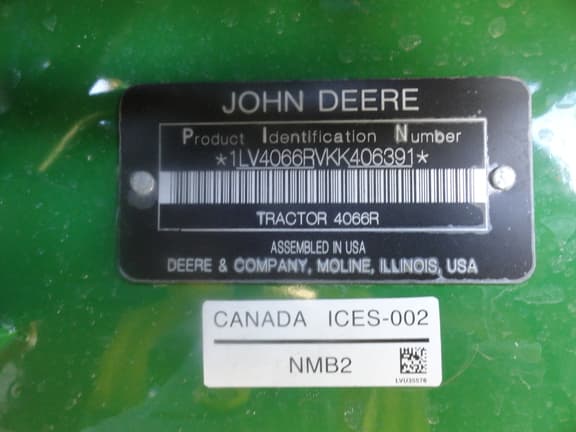 JOHN DEERE
Product Identification Number
*1LV4066RVKK406391*
TRACTOR 4066R
ASSEMBLED IN USA
DEERE & COMPANY, MOLINE, ILLINOIS, USA
CANADA ICES-002
NMB2
LVU35578